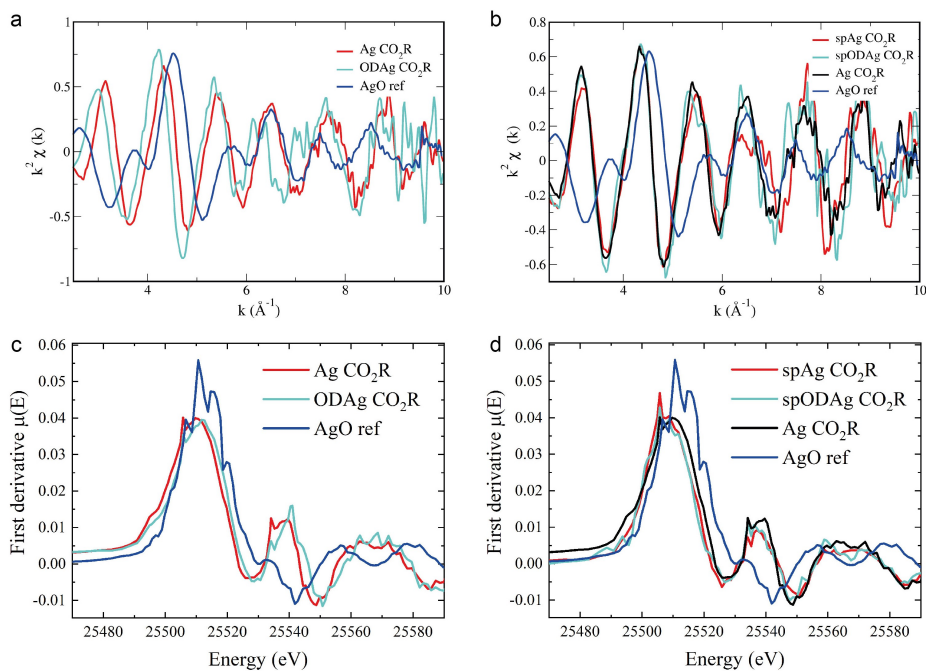 a
Ag CO₂R
ODAg CO₂R
AgO ref
k² χ (k)
1
0.5
0
-0.5
-1
4
6
8
10
k (Å⁻¹)
b
spAg CO₂R
spODAg CO₂R
Ag CO₂R
AgO ref
k² χ (k)
0.8
0.6
0.4
0.2
0
-0.2
-0.4
-0.6
4
6
8
10
k (Å⁻¹)
c
Ag CO₂R
ODAg CO₂R
AgO ref
First derivative μ(E)
0.06
0.05
0.04
0.03
0.02
0.01
0.00
-0.01
25480
25500
25520
25540
25560
25580
Energy (eV)
d
spAg CO₂R
spODAg CO₂R
Ag CO₂R
AgO ref
First derivative μ(E)
0.06
0.05
0.04
0.03
0.02
0.01
0.00
-0.01
25480
25500
25520
25540
25560
25580
Energy (eV)